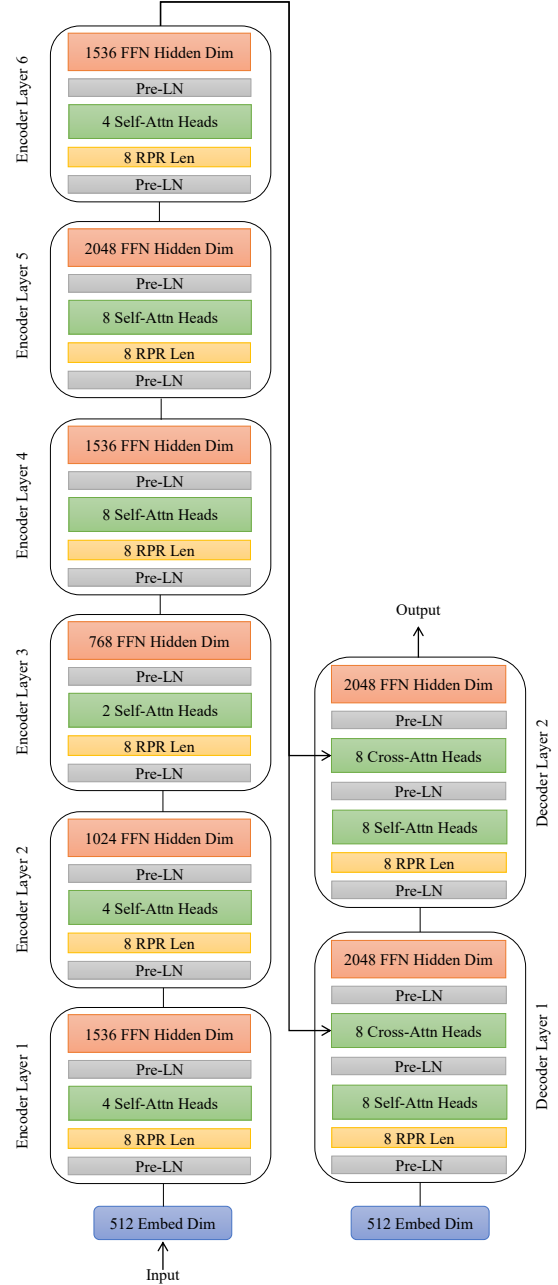 Encoder Layer 6
1536 FFN Hidden Dim
Pre-LN
4 Self-Attn Heads
8 RPR Len
Pre-LN
Encoder Layer 5
2048 FFN Hidden Dim
Pre-LN
8 Self-Attn Heads
8 RPR Len
Pre-LN
Encoder Layer 4
1536 FFN Hidden Dim
Pre-LN
8 Self-Attn Heads
8 RPR Len
Pre-LN
Encoder Layer 3
768 FFN Hidden Dim
Pre-LN
2 Self-Attn Heads
8 RPR Len
Pre-LN
Encoder Layer 2
1024 FFN Hidden Dim
Pre-LN
4 Self-Attn Heads
8 RPR Len
Pre-LN
Encoder Layer 1
1536 FFN Hidden Dim
Pre-LN
4 Self-Attn Heads
8 RPR Len
Pre-LN
512 Embed Dim
Input
Output
2048 FFN Hidden Dim
Pre-LN
8 Cross-Attn Heads
Pre-LN
8 Self-Attn Heads
8 RPR Len
Pre-LN
Decoder Layer 2
2048 FFN Hidden Dim
Pre-LN
8 Cross-Attn Heads
Pre-LN
8 Self-Attn Heads
8 RPR Len
Pre-LN
Decoder Layer 1
512 Embed Dim